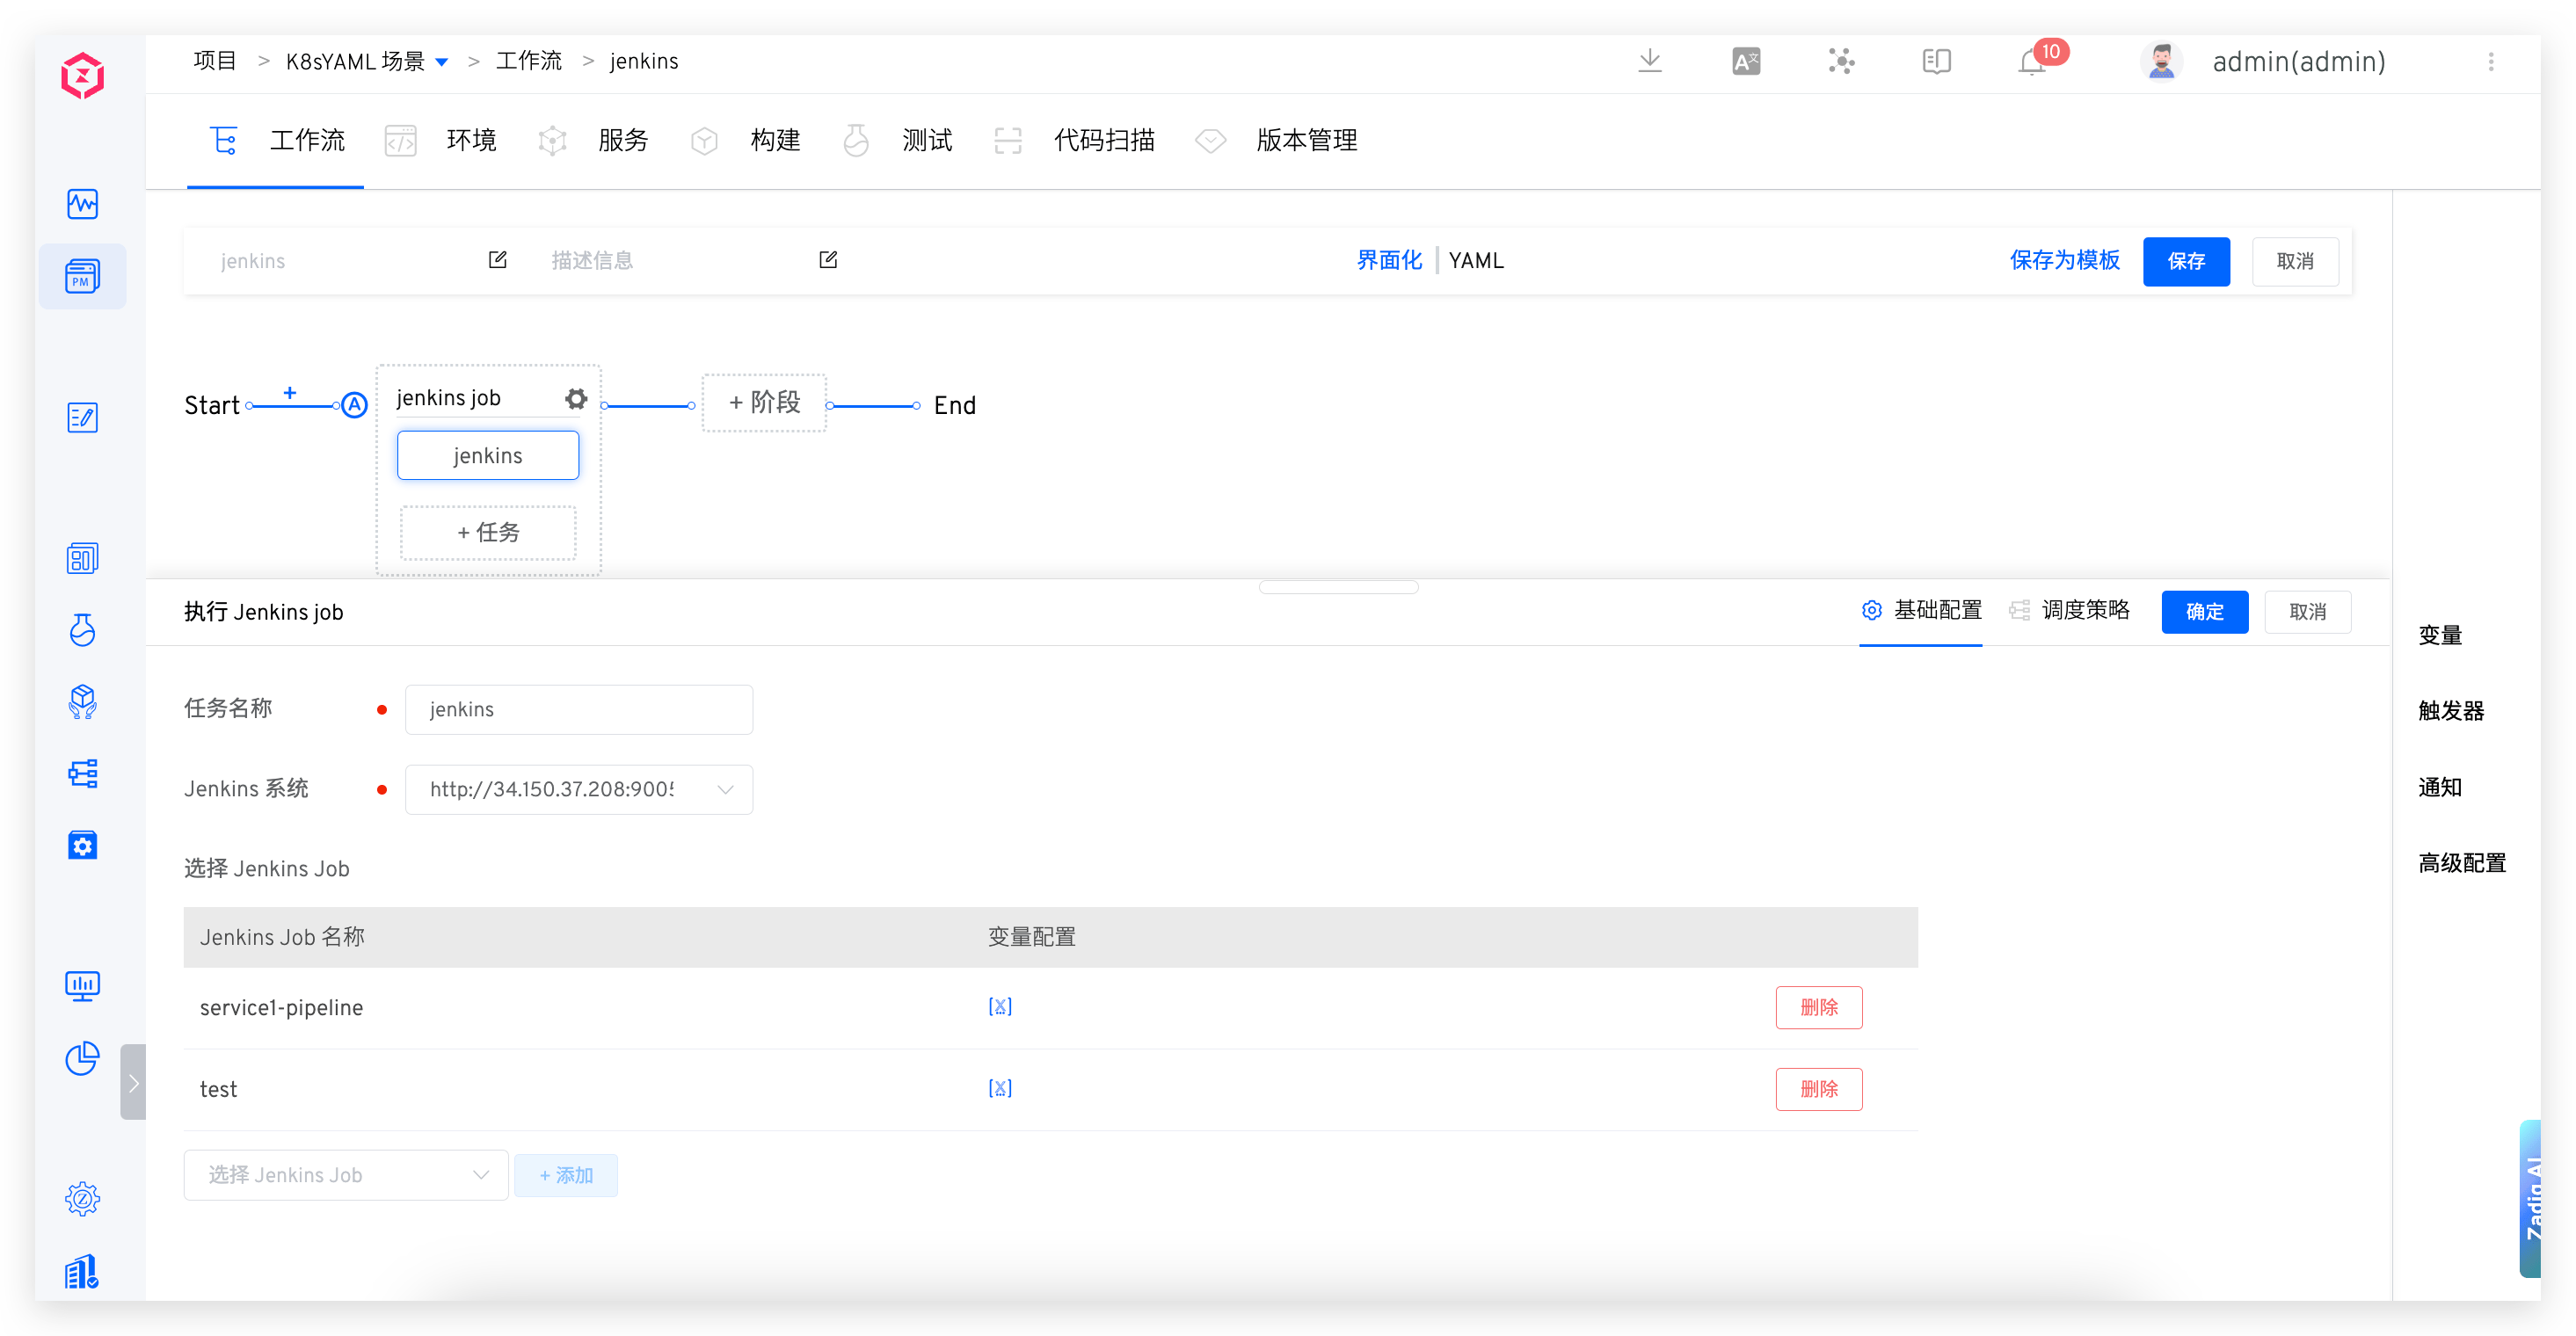 项目 > K8sYAML 场景 > 工作流 > jenkins
10
admin(admin)
工作流 环境 服务 构建 测试 代码扫描 版本管理
PM
jenkins 描述信息 界面化 YAML 保存为模板 保存 取消
Start + A jenkins job + 阶段 End
jenkins
+ 任务
执行 Jenkins job 基础配置 调度策略 确定 取消
任务名称 jenkins
Jenkins 系统 http://34.150.37.208:9005
选择 Jenkins Job
Jenkins Job 名称 变量配置
service1-pipeline [x] 删除
test [x] 删除
选择 Jenkins Job + 添加
变量
触发器
通知
高级配置
Zadig AI